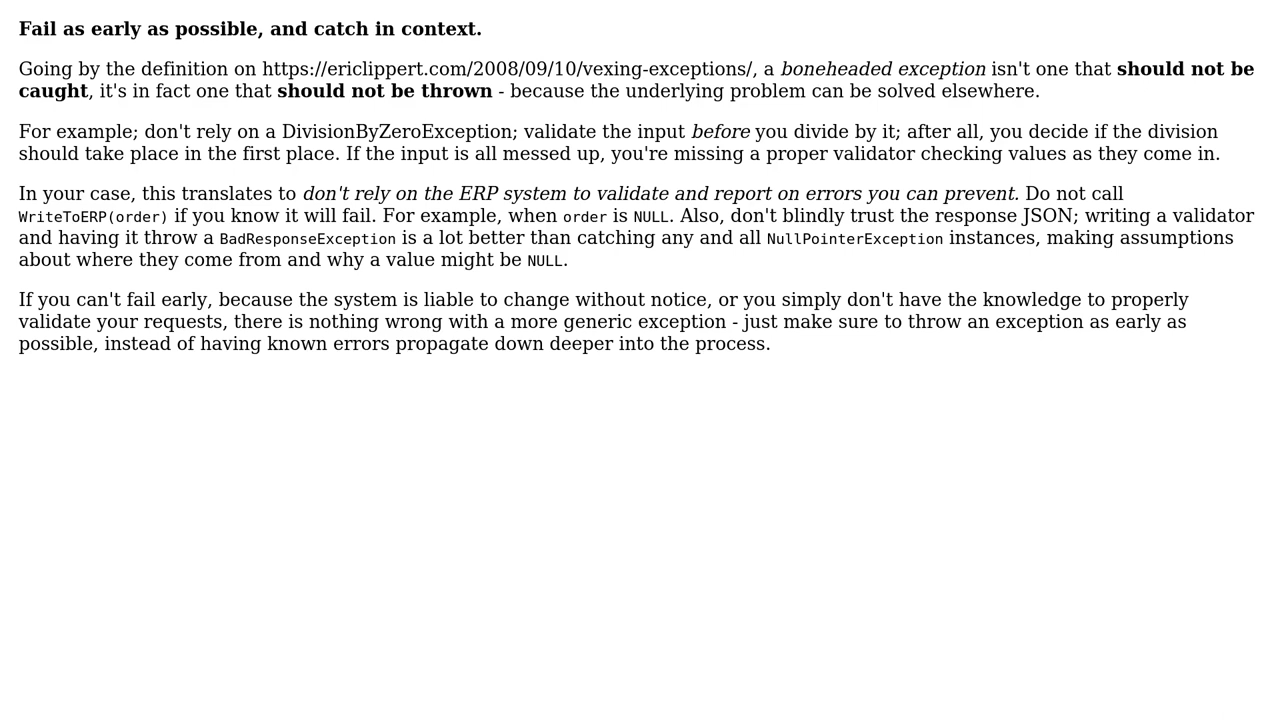 Fail as early as possible, and catch in context.
Going by the definition on https://ericlippert.com/2008/09/10/vexing-exceptions/, a boneheaded exception isn't one that should not be
caught, it's in fact one that should not be thrown - because the underlying problem can be solved elsewhere.
For example; don't rely on a DivisionByZeroException; validate the input before you divide by it; after all, you decide if the division
should take place in the first place. If the input is all messed up, you're missing a proper validator checking values as they come in.
In your case, this translates to don't rely on the ERP system to validate and report on errors you can prevent. Do not call
WriteToERP(order) if you know it will fail. For example, when order is NULL. Also, don't blindly trust the response JSON; writing a validator
and having it throw a BadResponseException is a lot better than catching any and all NullPointerException instances, making assumptions
about where they come from and why a value might be NULL.
If you can't fail early, because the system is liable to change without notice, or you simply don't have the knowledge to properly
validate your requests, there is nothing wrong with a more generic exception - just make sure to throw an exception as early as
possible, instead of having known errors propagate down deeper into the process.